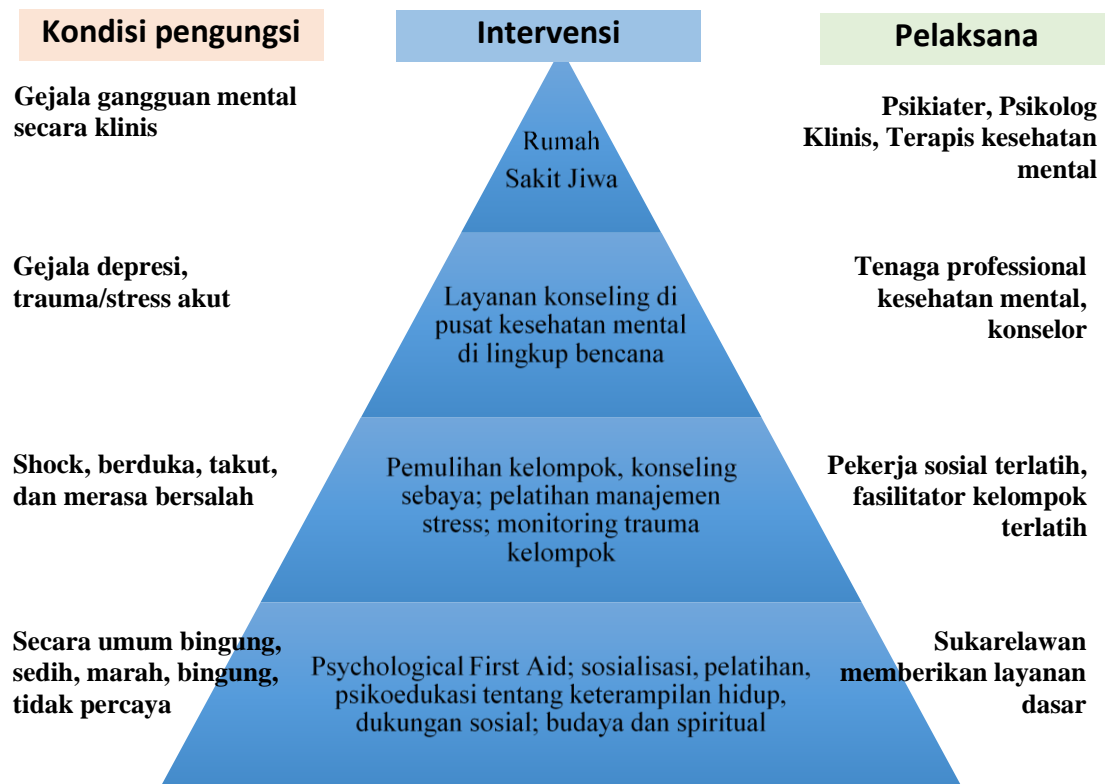 Kondisi pengungsi
Intervensi
Pelaksana
Gejala gangguan mental
secara klinis
Rumah
Sakit Jiwa
Psikiater, Psikolog
Klinis, Terapis kesehatan
mental
Gejala depresi,
trauma/stress akut
Layanan konseling di
pusat kesehatan mental
di lingkup bencana
Tenaga professional
kesehatan mental,
konselor
Shock, berduka, takut,
dan merasa bersalah
Pemulihan kelompok, konseling
sebaya; pelatihan manajemen
stress; monitoring trauma
kelompok
Pekerja sosial terlatih,
fasilitator kelompok
terlatih
Secara umum bingung,
sedih, marah, bingung,
tidak percaya
Psychological First Aid; sosialisasi, pelatihan,
psikoedukasi tentang keterampilan hidup,
dukungan sosial; budaya dan spiritual
Sukarelawan
memberikan layanan
dasar